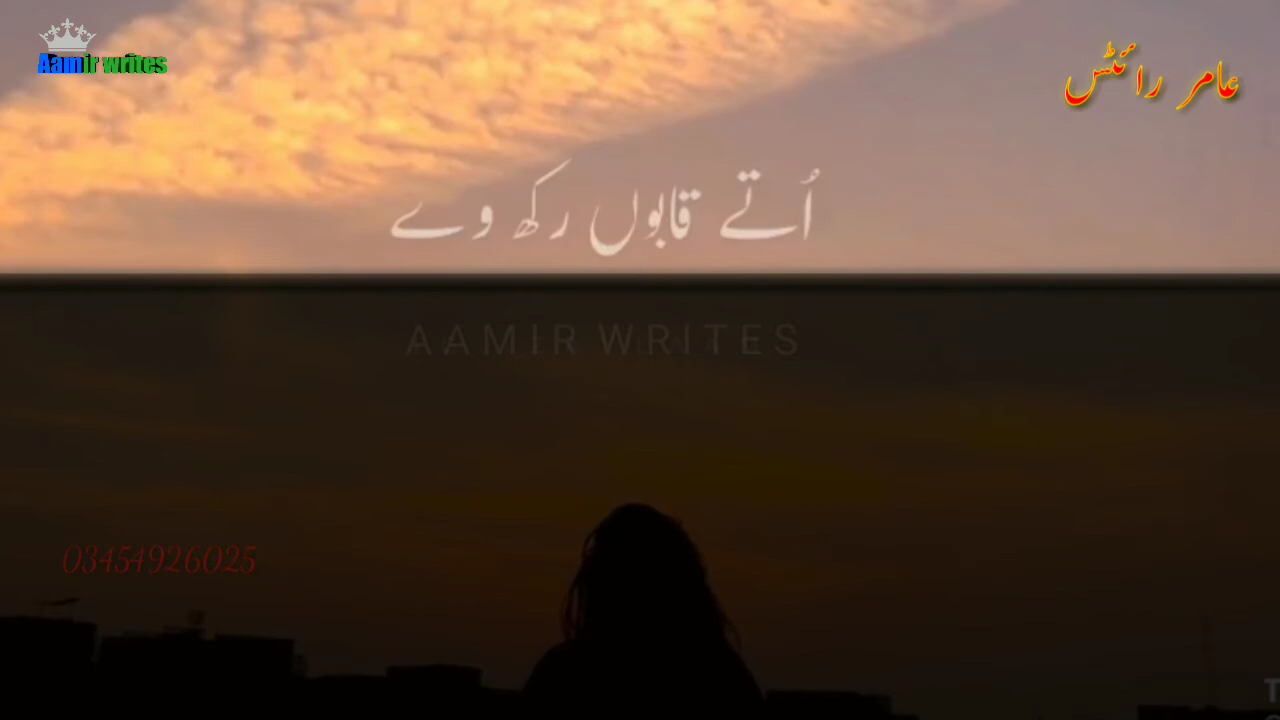 Aamir writes
عامر رائٹس
اُتے قابوں رکھ وے
AAMIR WRITES
03454926025